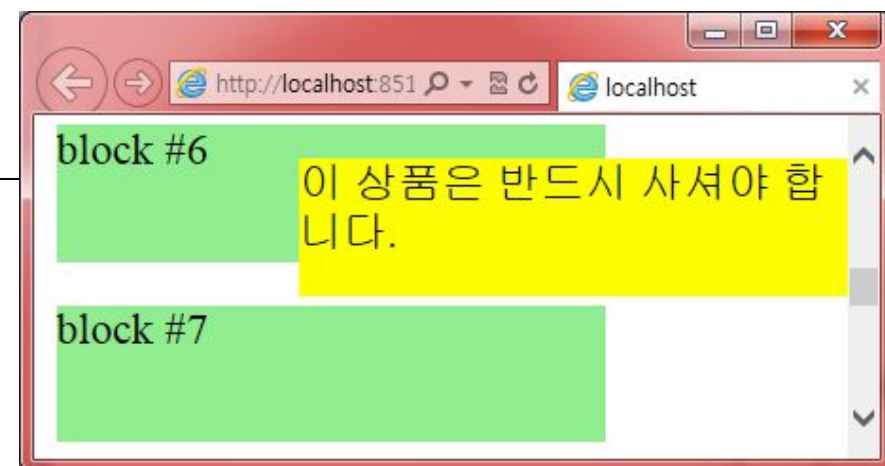 http://localhost:851
localhost
block #6
이 상품은 반드시 사셔야 합
니다.
block #7